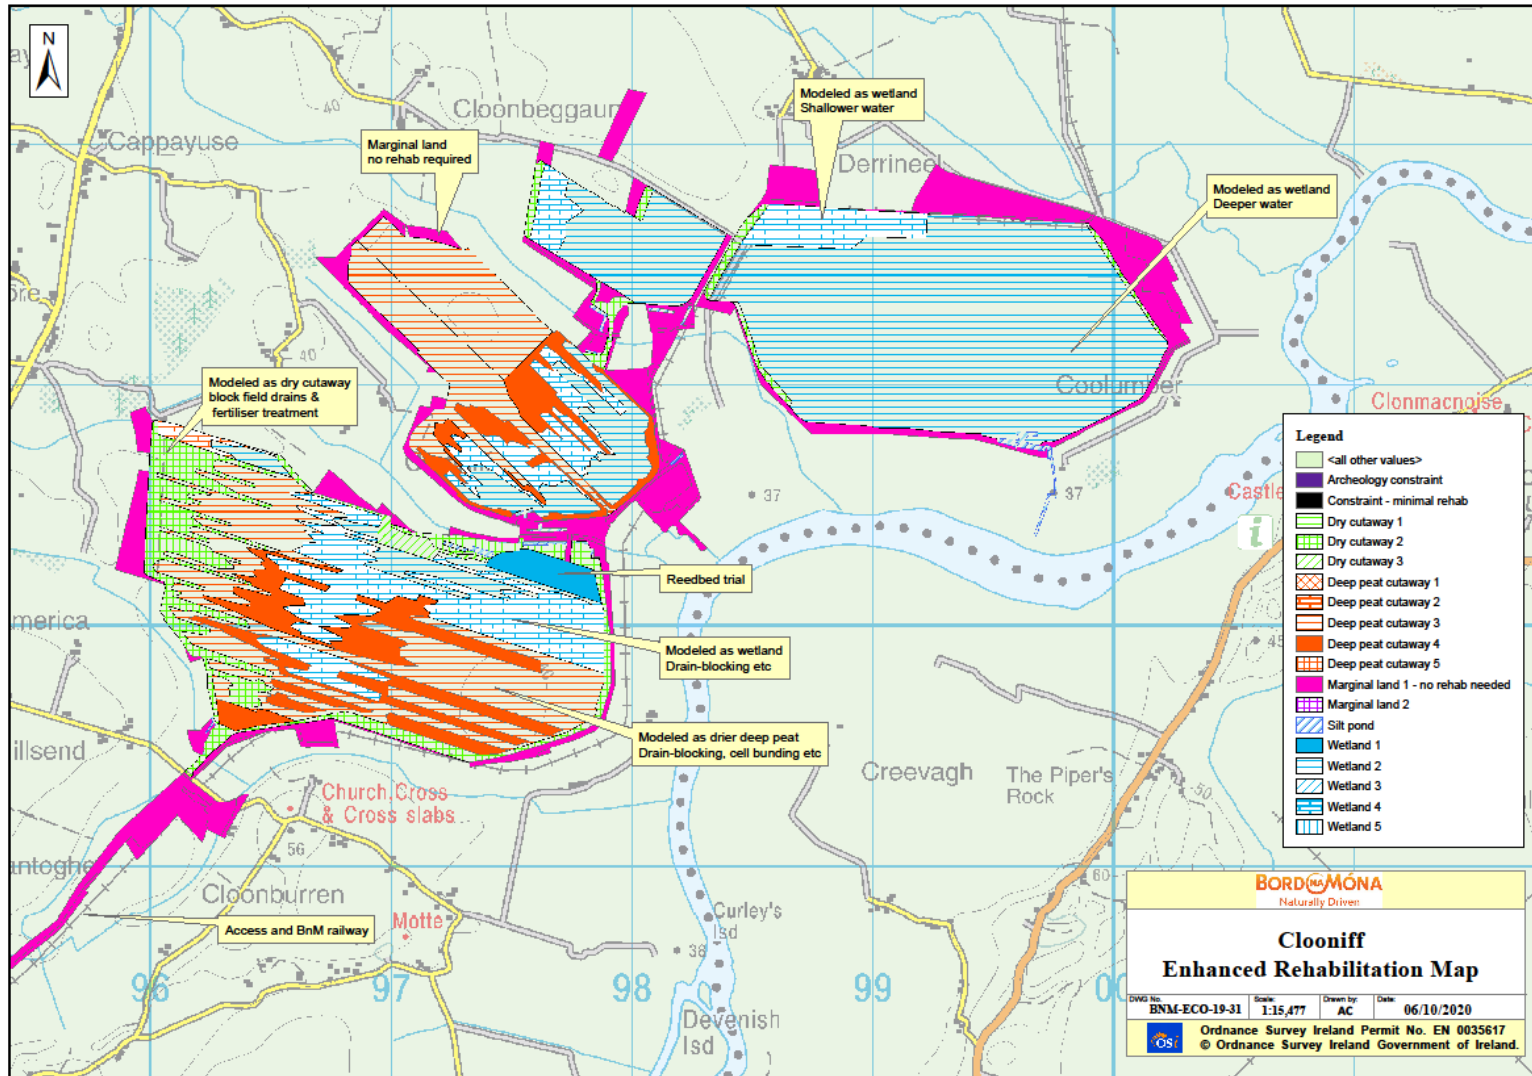 N
Cloonbeggaun
40
Cappayuse
Marginal land
no rehab required
Modeled as wetland
Shallower water
Derrineel
Modeled as wetland
Deeper water
40
Modeled as dry cutaway
block field drains &
fertiliser treatment
Coolumber
Clonmacnoise
37
37
Castle
i
45
Reedbed trial
merica
Modeled as wetland
Drain-blocking etc
Modeled as drier deep peat
Drain-blocking, cell bunding etc
illsend
Creevagh
The Piper's
Rock
50
Church,Cross
& Cross slabs
56
antoghe
60
Cloonburren
Motte
Access and BnM railway
Curley's
Isd
38
96
97
98
99
00
Devenish
Isd
Legend
<all other values>
Archeology constraint
Constraint - minimal rehab
Dry cutaway 1
Dry cutaway 2
Dry cutaway 3
Deep peat cutaway 1
Deep peat cutaway 2
Deep peat cutaway 3
Deep peat cutaway 4
Deep peat cutaway 5
Marginal land 1 - no rehab needed
Marginal land 2
Silt pond
Wetland 1
Wetland 2
Wetland 3
Wetland 4
Wetland 5
BORD NA MÓNA
Naturally Driven
Clooniff
Enhanced Rehabilitation Map
DWG No. BNM-ECO-19-31 Scale: 1:15,477 Drawn by: AC Date: 06/10/2020
OSi
Ordnance Survey Ireland Permit No. EN 0035617
© Ordnance Survey Ireland Government of Ireland.